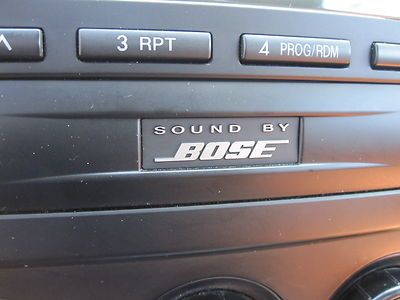 3 RPT 4 PROG/RDM
SOUND BY
BOSE